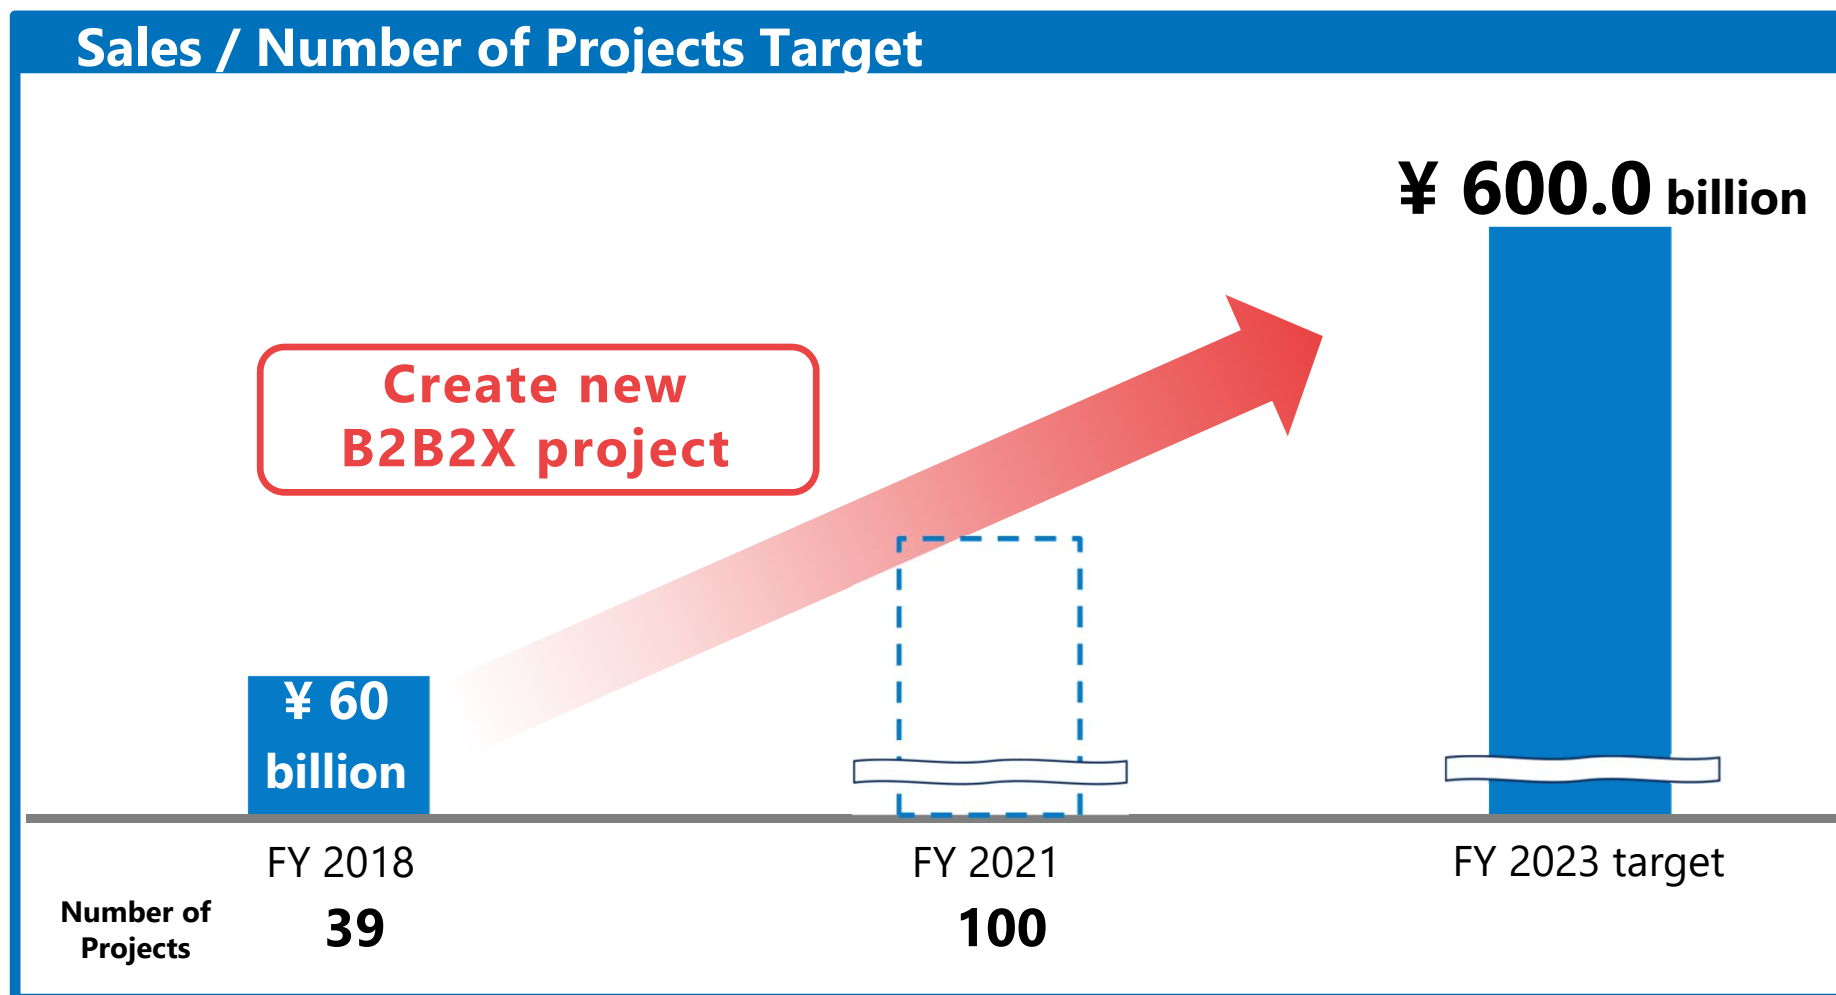 Sales / Number of Projects Target
¥ 600.0 billion
Create new
B2B2X project
¥ 60
billion
FY 2018
FY 2021
FY 2023 target
Number of
Projects
39
100